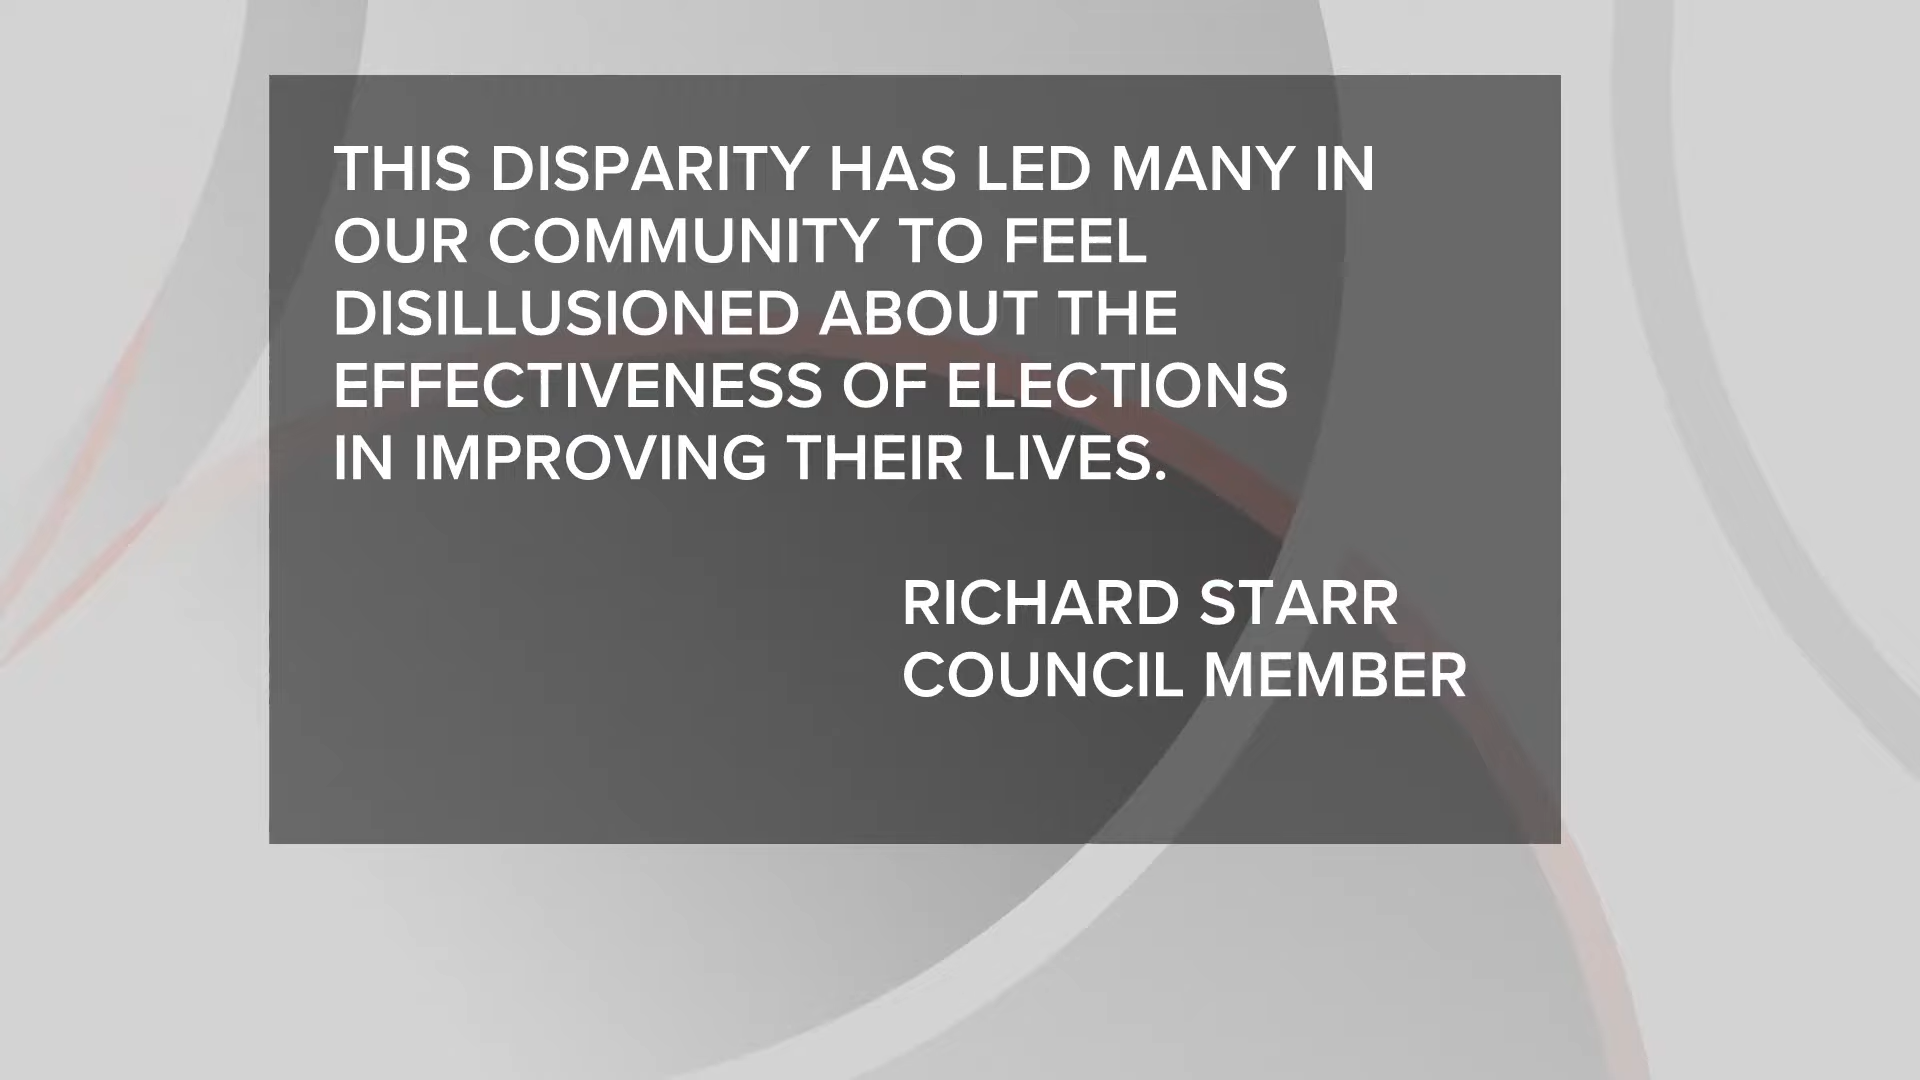 THIS DISPARITY HAS LED MANY IN
OUR COMMUNITY TO FEEL
DISILLUSIONED ABOUT THE
EFFECTIVENESS OF ELECTIONS
IN IMPROVING THEIR LIVES.
RICHARD STARR
COUNCIL MEMBER